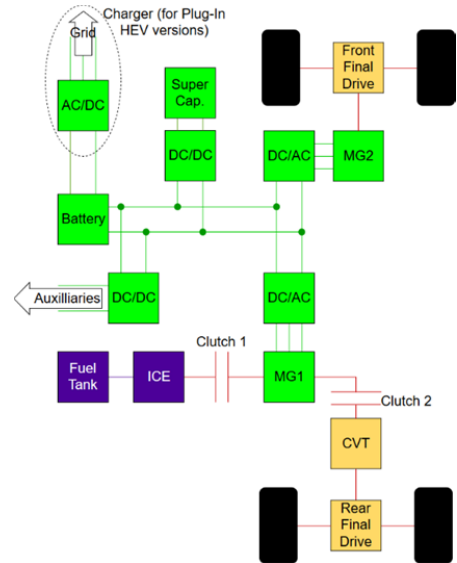 Charger (for Plug-In
HEV versions)
Grid
AC/DC
Super
Cap.
Front
Final
Drive
DC/DC
DC/AC
MG2
Battery
Auxilliaries
DC/DC
DC/AC
Clutch 1
Fuel
Tank
ICE
MG1
Clutch 2
CVT
Rear
Final
Drive